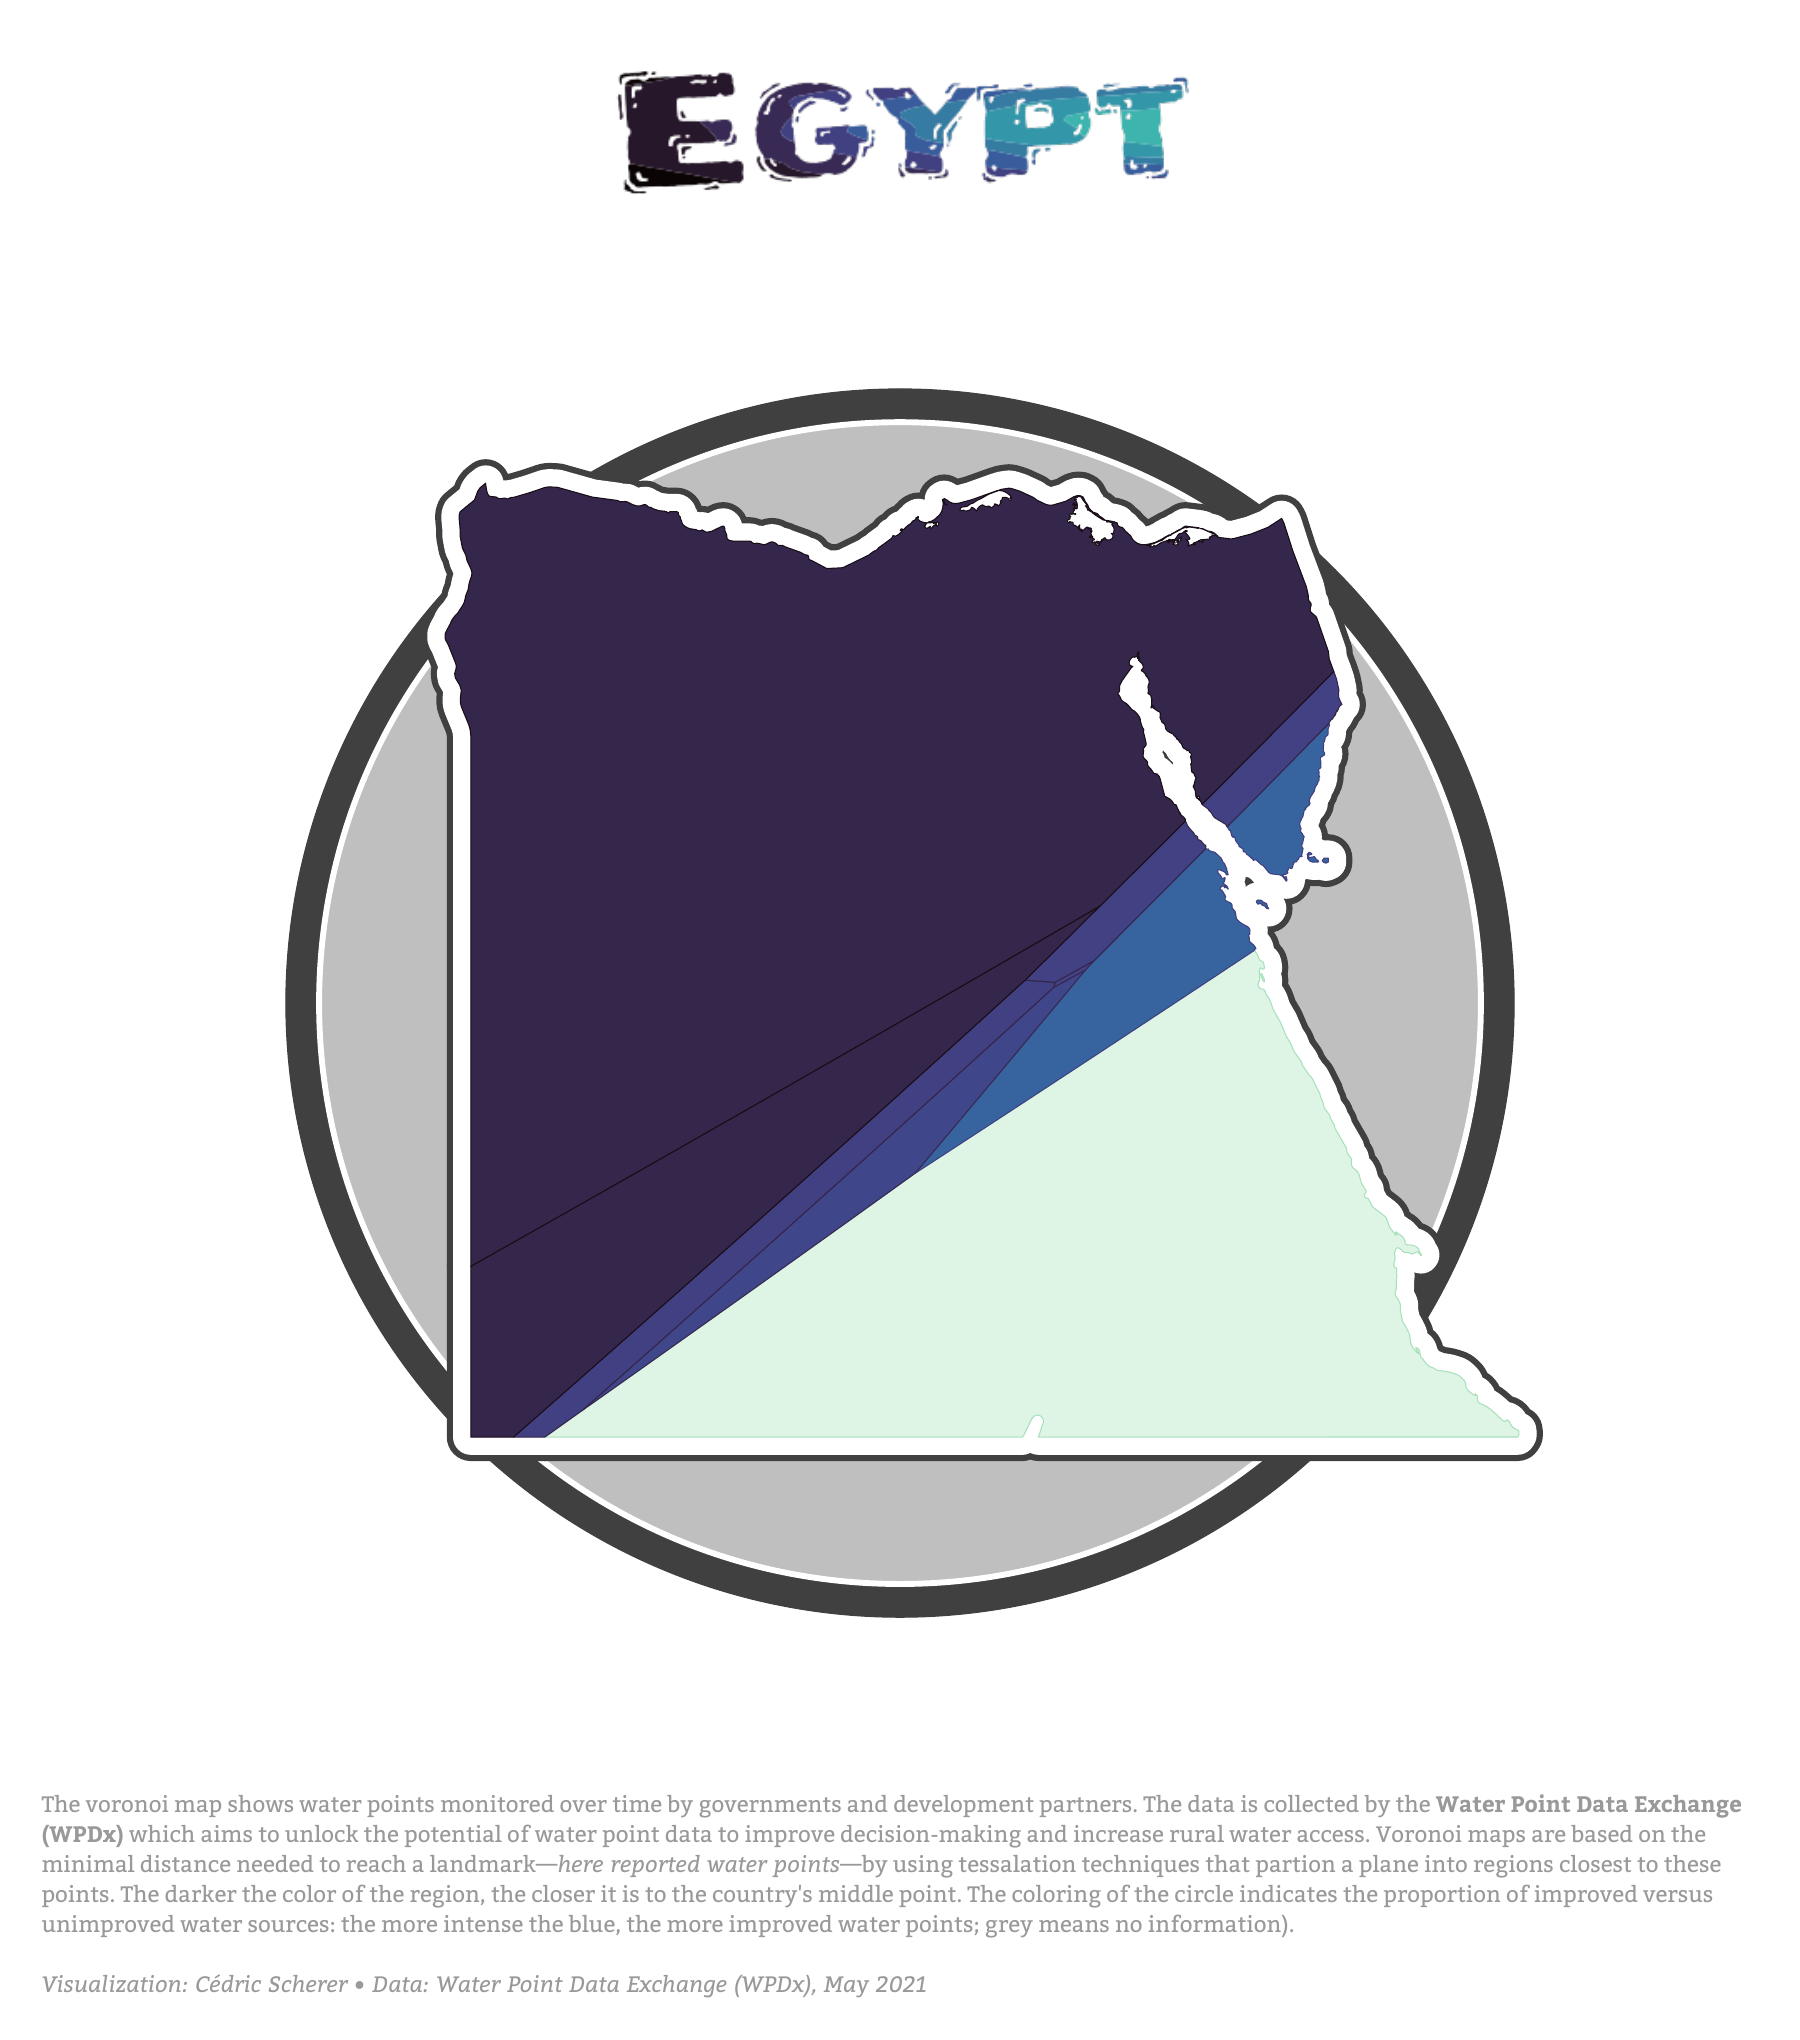 EGYPT
The voronoi map shows water points monitored over time by governments and development partners. The data is collected by the Water Point Data Exchange
(WPDx) which aims to unlock the potential of water point data to improve decision-making and increase rural water access. Voronoi maps are based on the
minimal distance needed to reach a landmark—here reported water points—by using tessalation techniques that partion a plane into regions closest to these
points. The darker the color of the region, the closer it is to the country's middle point. The coloring of the circle indicates the proportion of improved versus
unimproved water sources: the more intense the blue, the more improved water points; grey means no information).
Visualization: Cédric Scherer • Data: Water Point Data Exchange (WPDx), May 2021